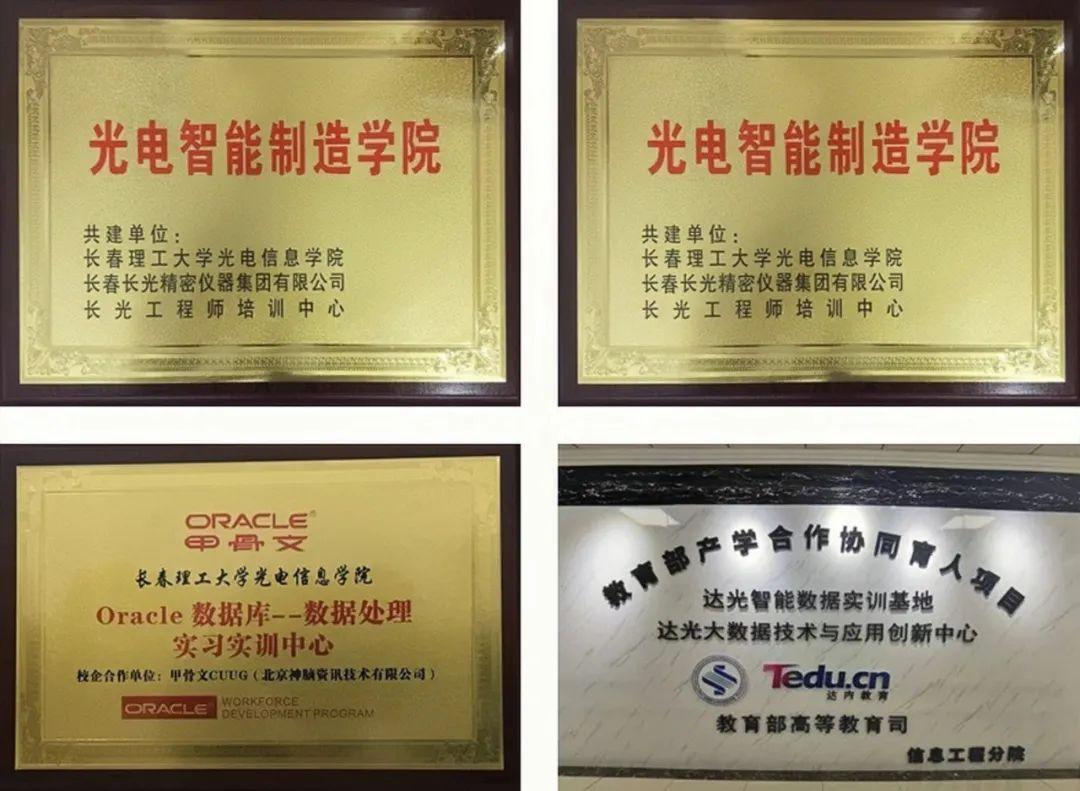 光电智能制造学院
共建单位：
长春理工大学光电信息学院
长春长光精密仪器集团有限公司
长光工程师培训中心
光电智能制造学院
共建单位：
长春理工大学光电信息学院
长春长光精密仪器集团有限公司
长光工程师培训中心
ORACLE®
甲骨文
长春理工大学光电信息学院
Oracle 数据库--数据处理
实习实训中心
校企合作单位：甲骨文CUUG（北京神脑资讯技术有限公司）
ORACLE WORKFORCE
DEVELOPMENT PROGRAM
教育部产学合作协同育人项目
达光智能数据实训基地
达光大数据技术与应用创新中心
Tedu.cn
达内教育
教育部高等教育司
信息工程分院